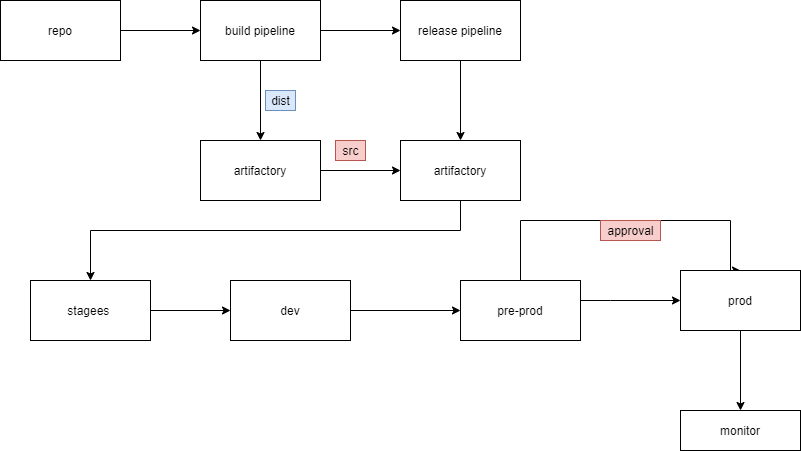 repo
build pipeline
release pipeline
dist
src
artifactory
artifactory
approval
stagees
dev
pre-prod
prod
monitor